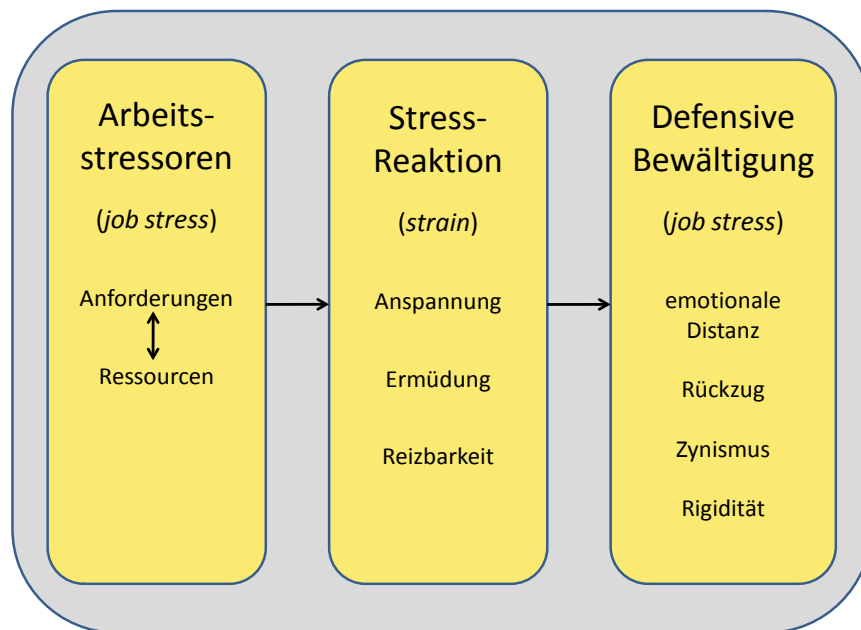 Arbeits-
stressoren
(job stress)
Anforderungen
Ressourcen
Stress-
Reaktion
(strain)
Anspannung
Ermüdung
Reizbarkeit
Defensive
Bewältigung
(job stress)
emotionale
Distanz
Rückzug
Zynismus
Rigidität